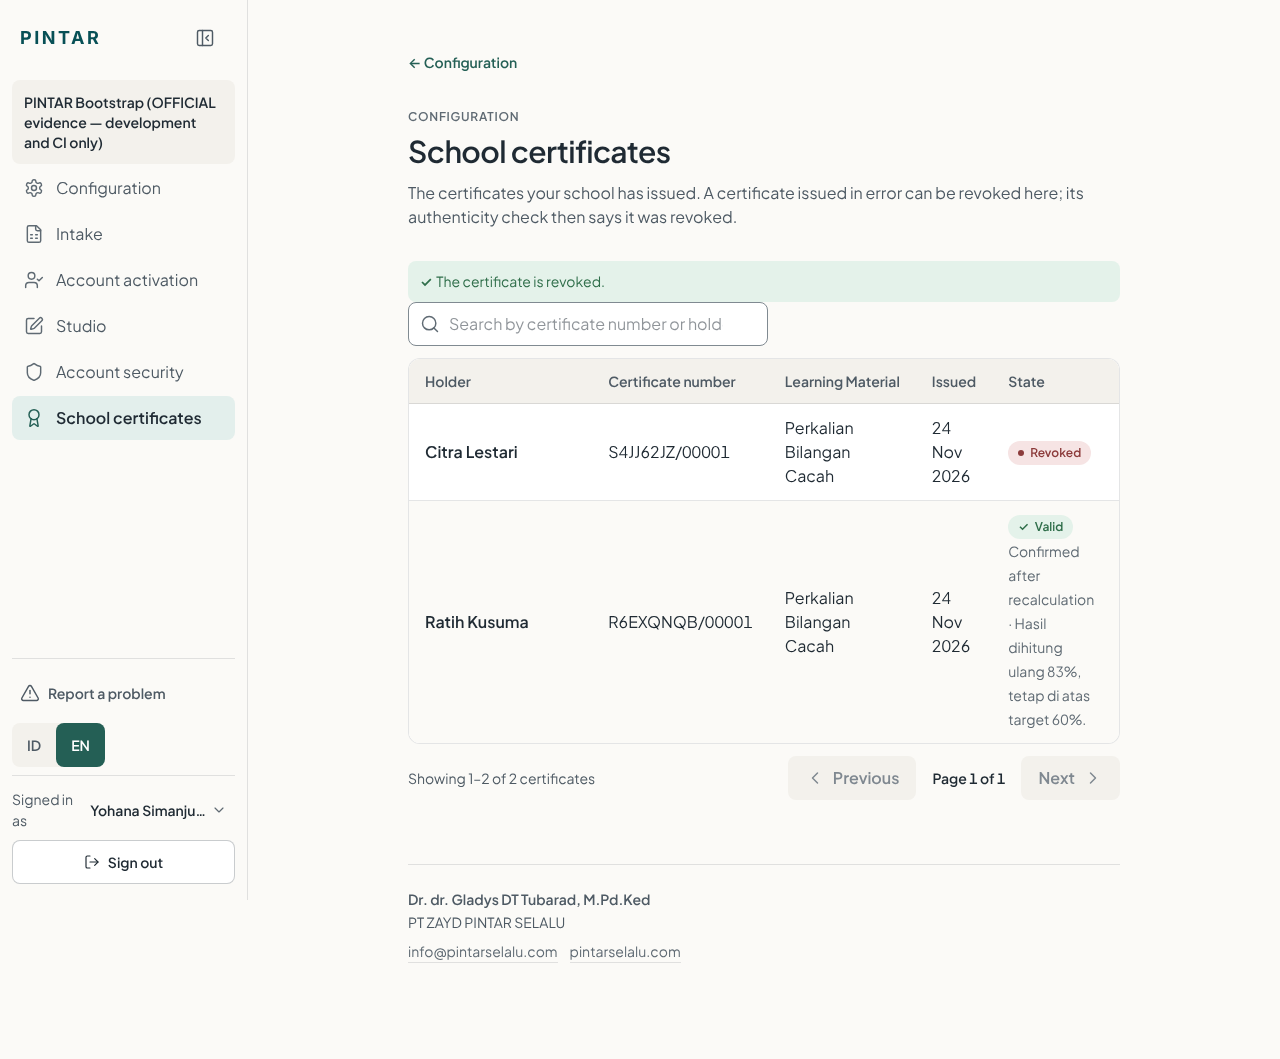 PINTAR
PINTAR Bootstrap (OFFICIAL
evidence — development
and CI only)
Configuration
Intake
Account activation
Studio
Account security
School certificates
Report a problem
ID EN
Signed in
as
Yohana Simanju...
Sign out
← Configuration
CONFIGURATION
School certificates
The certificates your school has issued. A certificate issued in error can be revoked here; its
authenticity check then says it was revoked.
✓ The certificate is revoked.
Search by certificate number or hold
Holder Certificate number Learning Material Issued State
Citra Lestari S4JJ62JZ/00001 Perkalian
Bilangan
Cacah
24
Nov
2026
Revoked
Ratih Kusuma R6EXQNQB/00001 Perkalian
Bilangan
Cacah
24
Nov
2026
Valid
Confirmed
after
recalculation
· Hasil
dihitung
ulang 83%,
tetap di atas
target 60%.
Showing 1–2 of 2 certificates
Previous Page 1 of 1 Next
Dr. dr. Gladys DT Tubarad, M.Pd.Ked
PT ZAYD PINTAR SELALU
info@pintarselalu.com pintarselalu.com